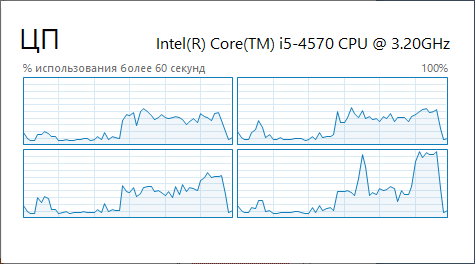 ЦП
Intel(R) Core(TM) i5-4570 CPU @ 3.20GHz
% использования более 60 секунд
100%